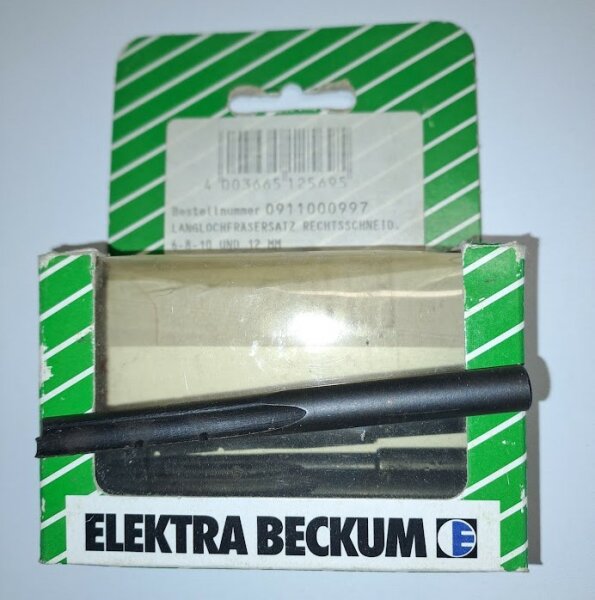 4 003665 125695
Bestellnummer 0911000997
LANGLOCHFRÄSERSATZ RECHTSSCHNEID.
6-8-10 UND 12 MM
ELEKTRA BECKUM E